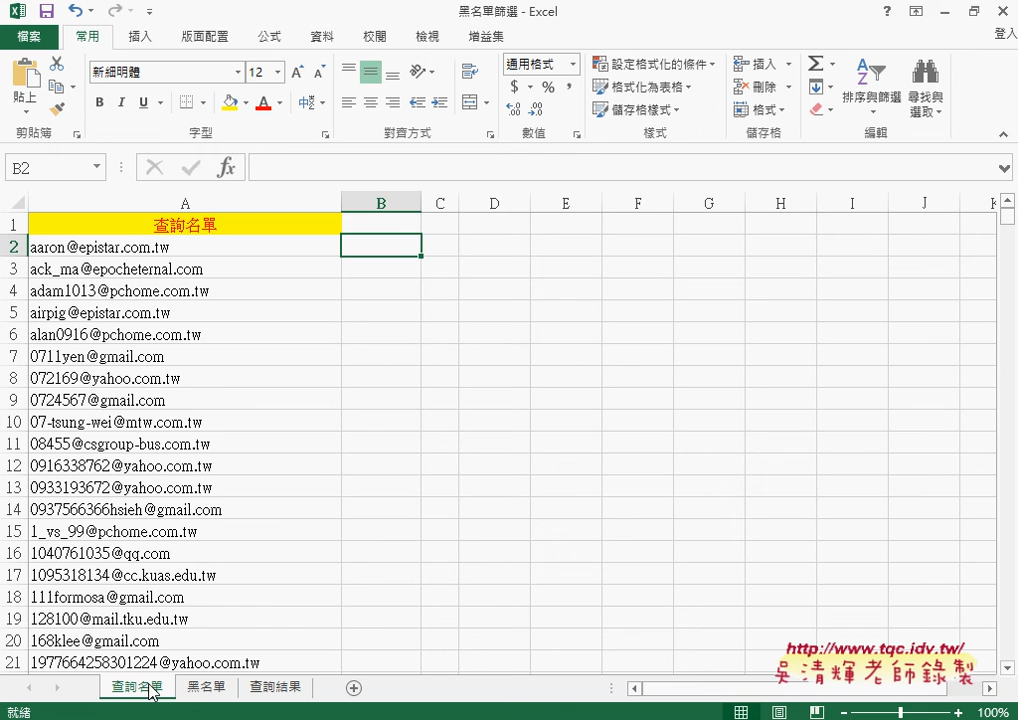 黑名單篩選 - Excel
檔案 常用 插入 版面配置 公式 資料 校閱 檢視 增益集 登入
貼上 新細明體 12 通用格式 設定格式化的條件 插入
格式化為表格 刪除 排序與篩選 尋找與選取
儲存格樣式 格式
剪貼簿 字型 對齊方式 數值 樣式 儲存格 編輯
B2
A B C D E F G H I J K
1 查詢名單
2 aaron@epistar.com.tw
3 ack_ma@epocheternal.com
4 adam1013@pchome.com.tw
5 airpig@epistar.com.tw
6 alan0916@pchome.com.tw
7 0711yen@gmail.com
8 072169@yahoo.com.tw
9 0724567@gmail.com
10 07-tsung-wei@mtw.com.tw
11 08455@csgroup-bus.com.tw
12 0916338762@yahoo.com.tw
13 0933193672@yahoo.com.tw
14 0937566366hsieh@gmail.com
15 1_vs_99@pchome.com.tw
16 1040761035@qq.com
17 1095318134@cc.kuas.edu.tw
18 111formosa@gmail.com
19 128100@mail.tku.edu.tw
20 168klee@gmail.com
21 1977664258301224@yahoo.com.tw
http://www.tqc.idv.tw/
吳清輝老師錄製
查詢名單 黑名單 查詢結果
就緒 100%